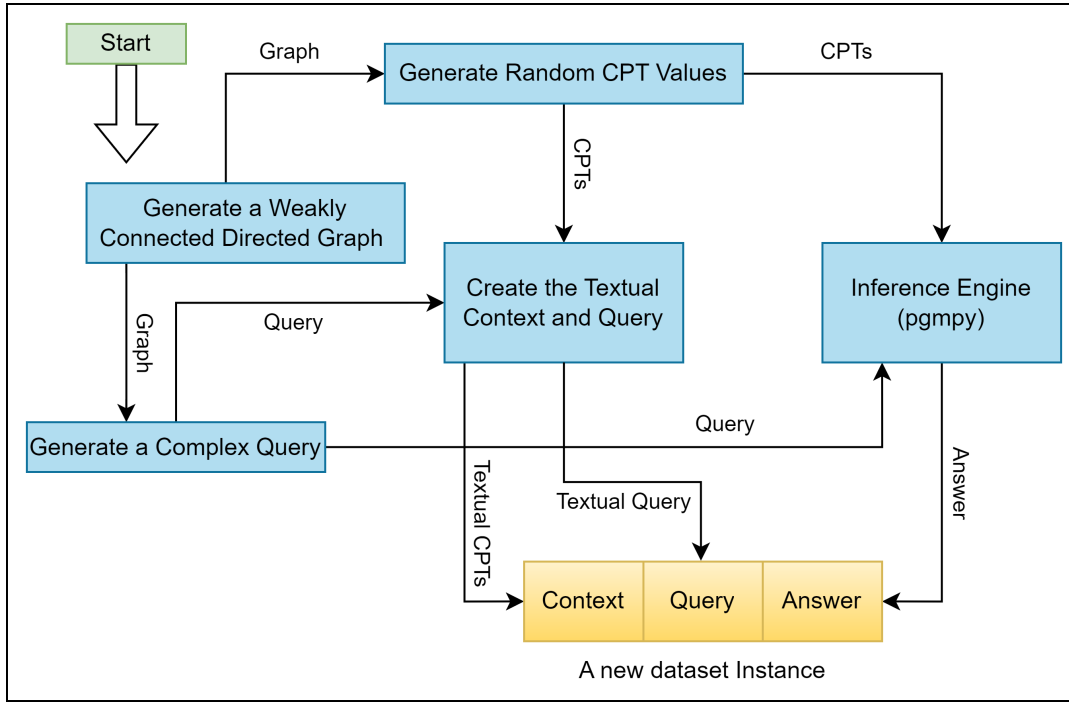 Start
Graph
Generate Random CPT Values
CPTs
CPTs
Generate a Weakly
Connected Directed Graph
Create the Textual
Context and Query
Inference Engine
(pgmpy)
Query
Graph
Generate a Complex Query
Query
Textual CPTs
Textual Query
Answer
Context
Query
Answer
A new dataset Instance